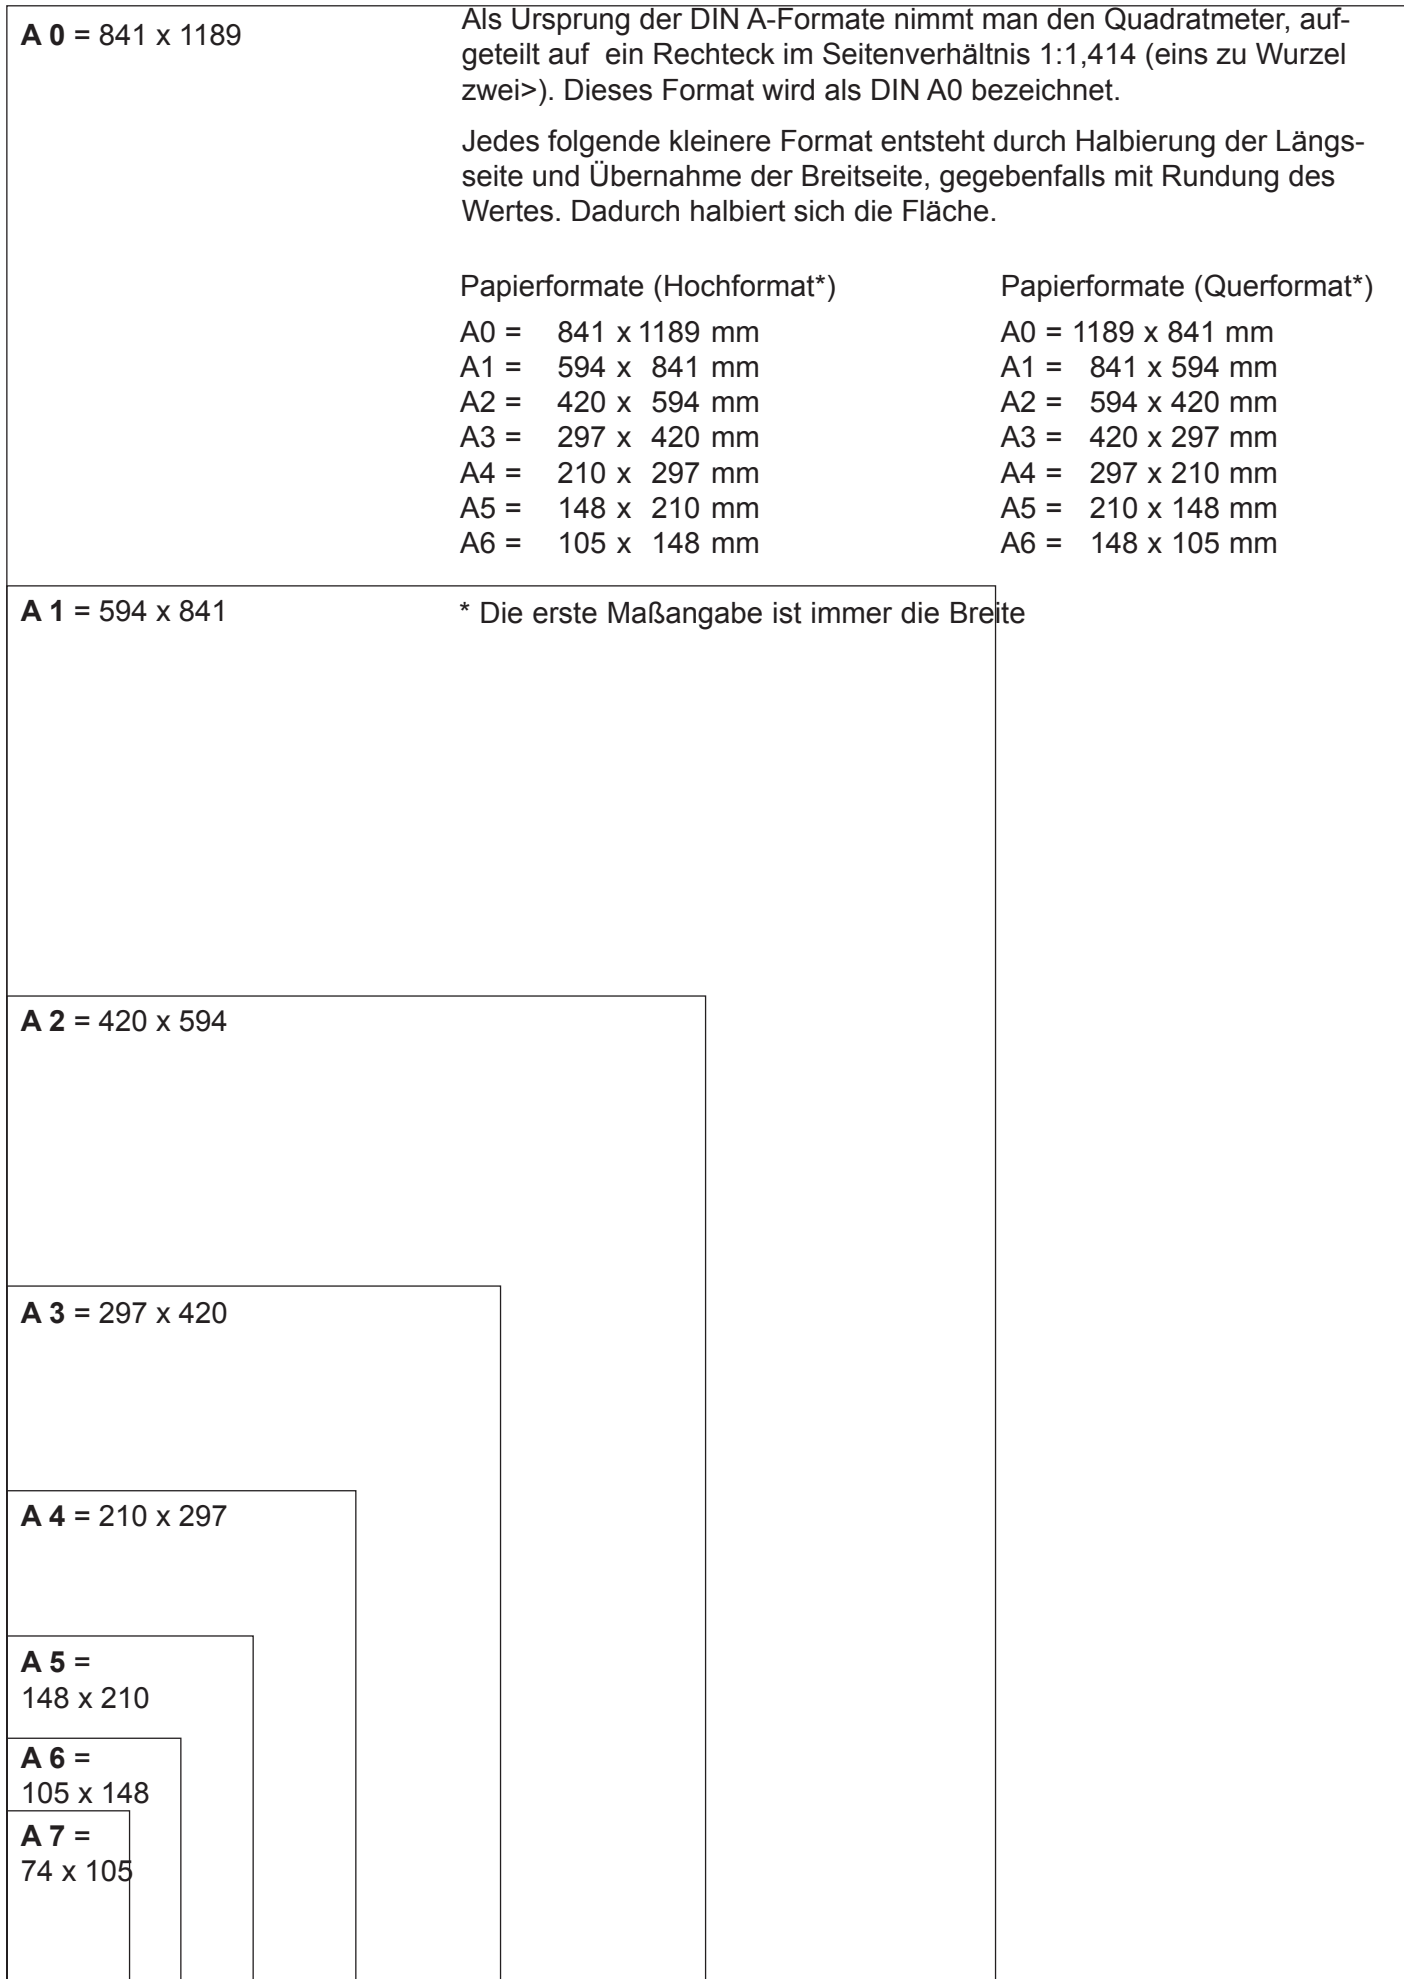 A 0 = 841 x 1189
Als Ursprung der DIN A-Formate nimmt man den Quadratmeter, auf-
geteilt auf  ein Rechteck im Seitenverhältnis 1:1,414 (eins zu Wurzel
zwei>). Dieses Format wird als DIN A0 bezeichnet.
Jedes folgende kleinere Format entsteht durch Halbierung der Längs-
seite und Übernahme der Breitseite, gegebenfalls mit Rundung des
Wertes. Dadurch halbiert sich die Fläche.
Papierformate (Hochformat*)
A0 = 841 x 1189 mm
A1 = 594 x 841 mm
A2 = 420 x 594 mm
A3 = 297 x 420 mm
A4 = 210 x 297 mm
A5 = 148 x 210 mm
A6 = 105 x 148 mm
Papierformate (Querformat*)
A0 = 1189 x 841 mm
A1 = 841 x 594 mm
A2 = 594 x 420 mm
A3 = 420 x 297 mm
A4 = 297 x 210 mm
A5 = 210 x 148 mm
A6 = 148 x 105 mm
* Die erste Maßangabe ist immer die Breite
A 1 = 594 x 841
A 2 = 420 x 594
A 3 = 297 x 420
A 4 = 210 x 297
A 5 =
148 x 210
A 6 =
105 x 148
A 7 =
74 x 105